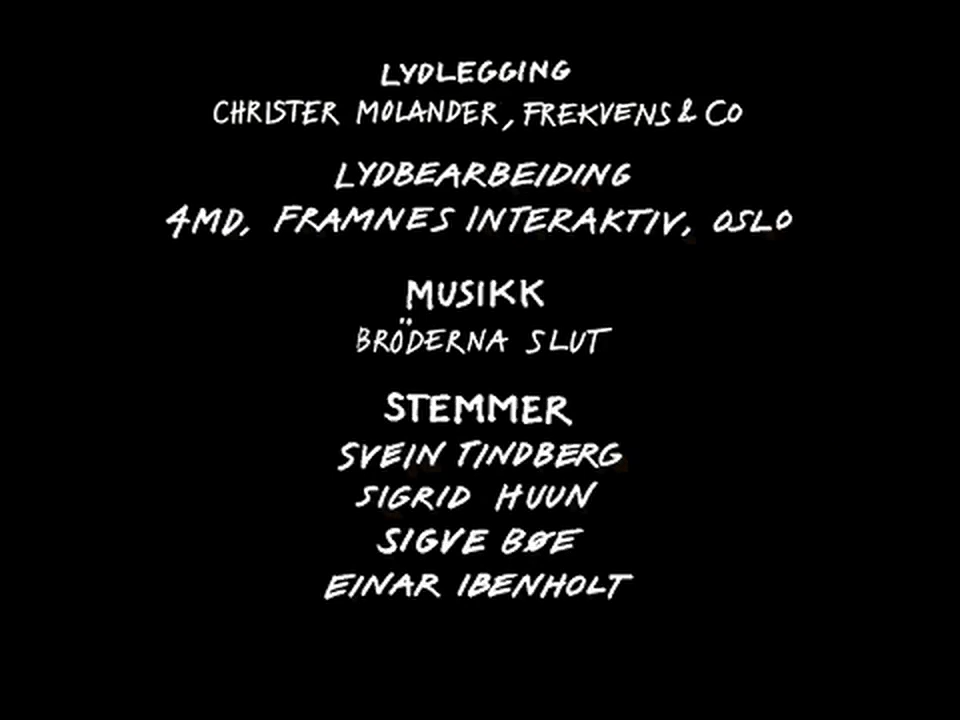 LYDLEGGING
CHRISTER MOLANDER, FREKVENS & CO
LYDBEARBEIDING
4MD, FRAMNES INTERAKTIV, OSLO
MUSIKK
BRÖDERNA SLUT
STEMMER
SVEIN TINDBERG
SIGRID HUUN
SIGVE BØE
EINAR IBENHOLT